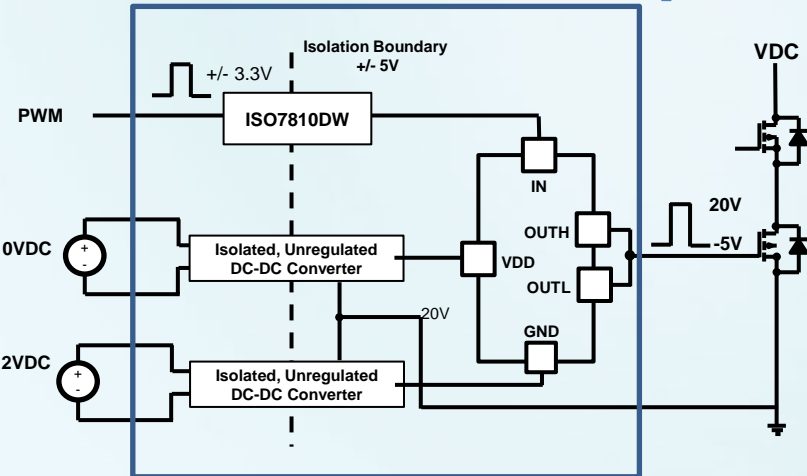 Isolation Boundary
+/- 5V
VDC
+/- 3.3V
PWM
ISO7810DW
IN
OUTH
20V
-5V
0VDC
+
-
Isolated, Unregulated
DC-DC Converter
VDD
OUTL
20V
GND
2VDC
+
-
Isolated, Unregulated
DC-DC Converter